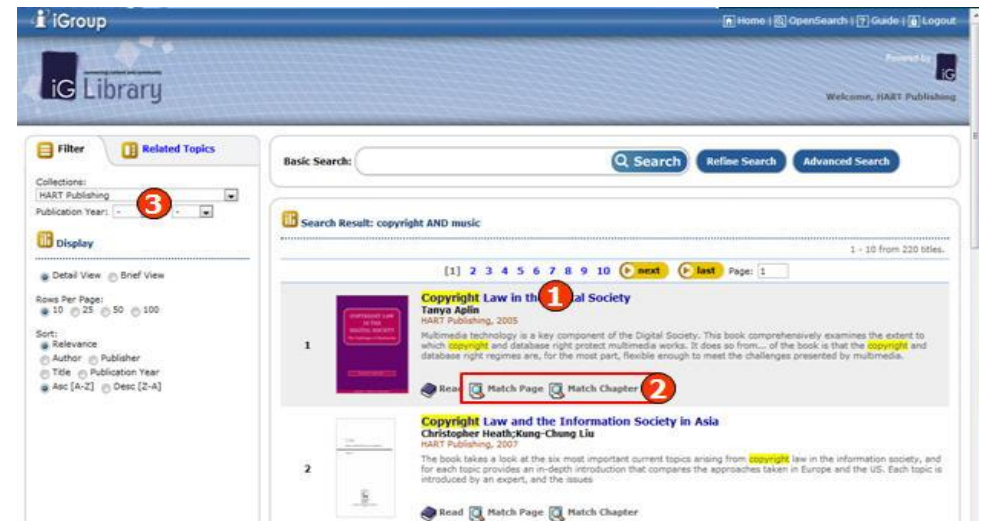 iGroup
Home | OpenSearch | ? Guide | Logout
iG Library
connecting content and community
Powered by iG
Welcome, HART Publishing
Filter
Related Topics
Collections:
HART Publishing
Publication Year: - -
3
Display
Detail View Brief View
Rows Per Page:
10 25 50 100
Sort:
Relevance
Author Publisher
Title Publication Year
Asc [A-Z] Desc [Z-A]
Basic Search: Search Refine Search Advanced Search
Search Result: copyright AND music
1 - 10 from 220 titles.
[1] 2 3 4 5 6 7 8 9 10 next last Page: 1
1
1
COPYRIGHT LAW
IN THE
DIGITAL SOCIETY
Copyright Law in th al Society
Tanya Aplin
HART Publishing, 2005
Multimedia technology is a key component of the Digital Society. This book comprehensively examines the extent to
which copyright and database right protect multimedia works. It does so from... of the book is that the copyright and
database right regimes are, for the most part, flexible enough to meet the challenges presented by multimedia.
Read Match Page Match Chapter
2
2
Copyright Law and the Information Society in Asia
Christopher Heath;Kung-Chung Liu
HART Publishing, 2007
The book takes a look at the six most important current topics arising from copyright law in the information society, and
for each topic provides an in-depth introduction that compares the approaches taken in Europe and the US. Each topic is
introduced by an expert, and the issues
Read Match Page Match Chapter